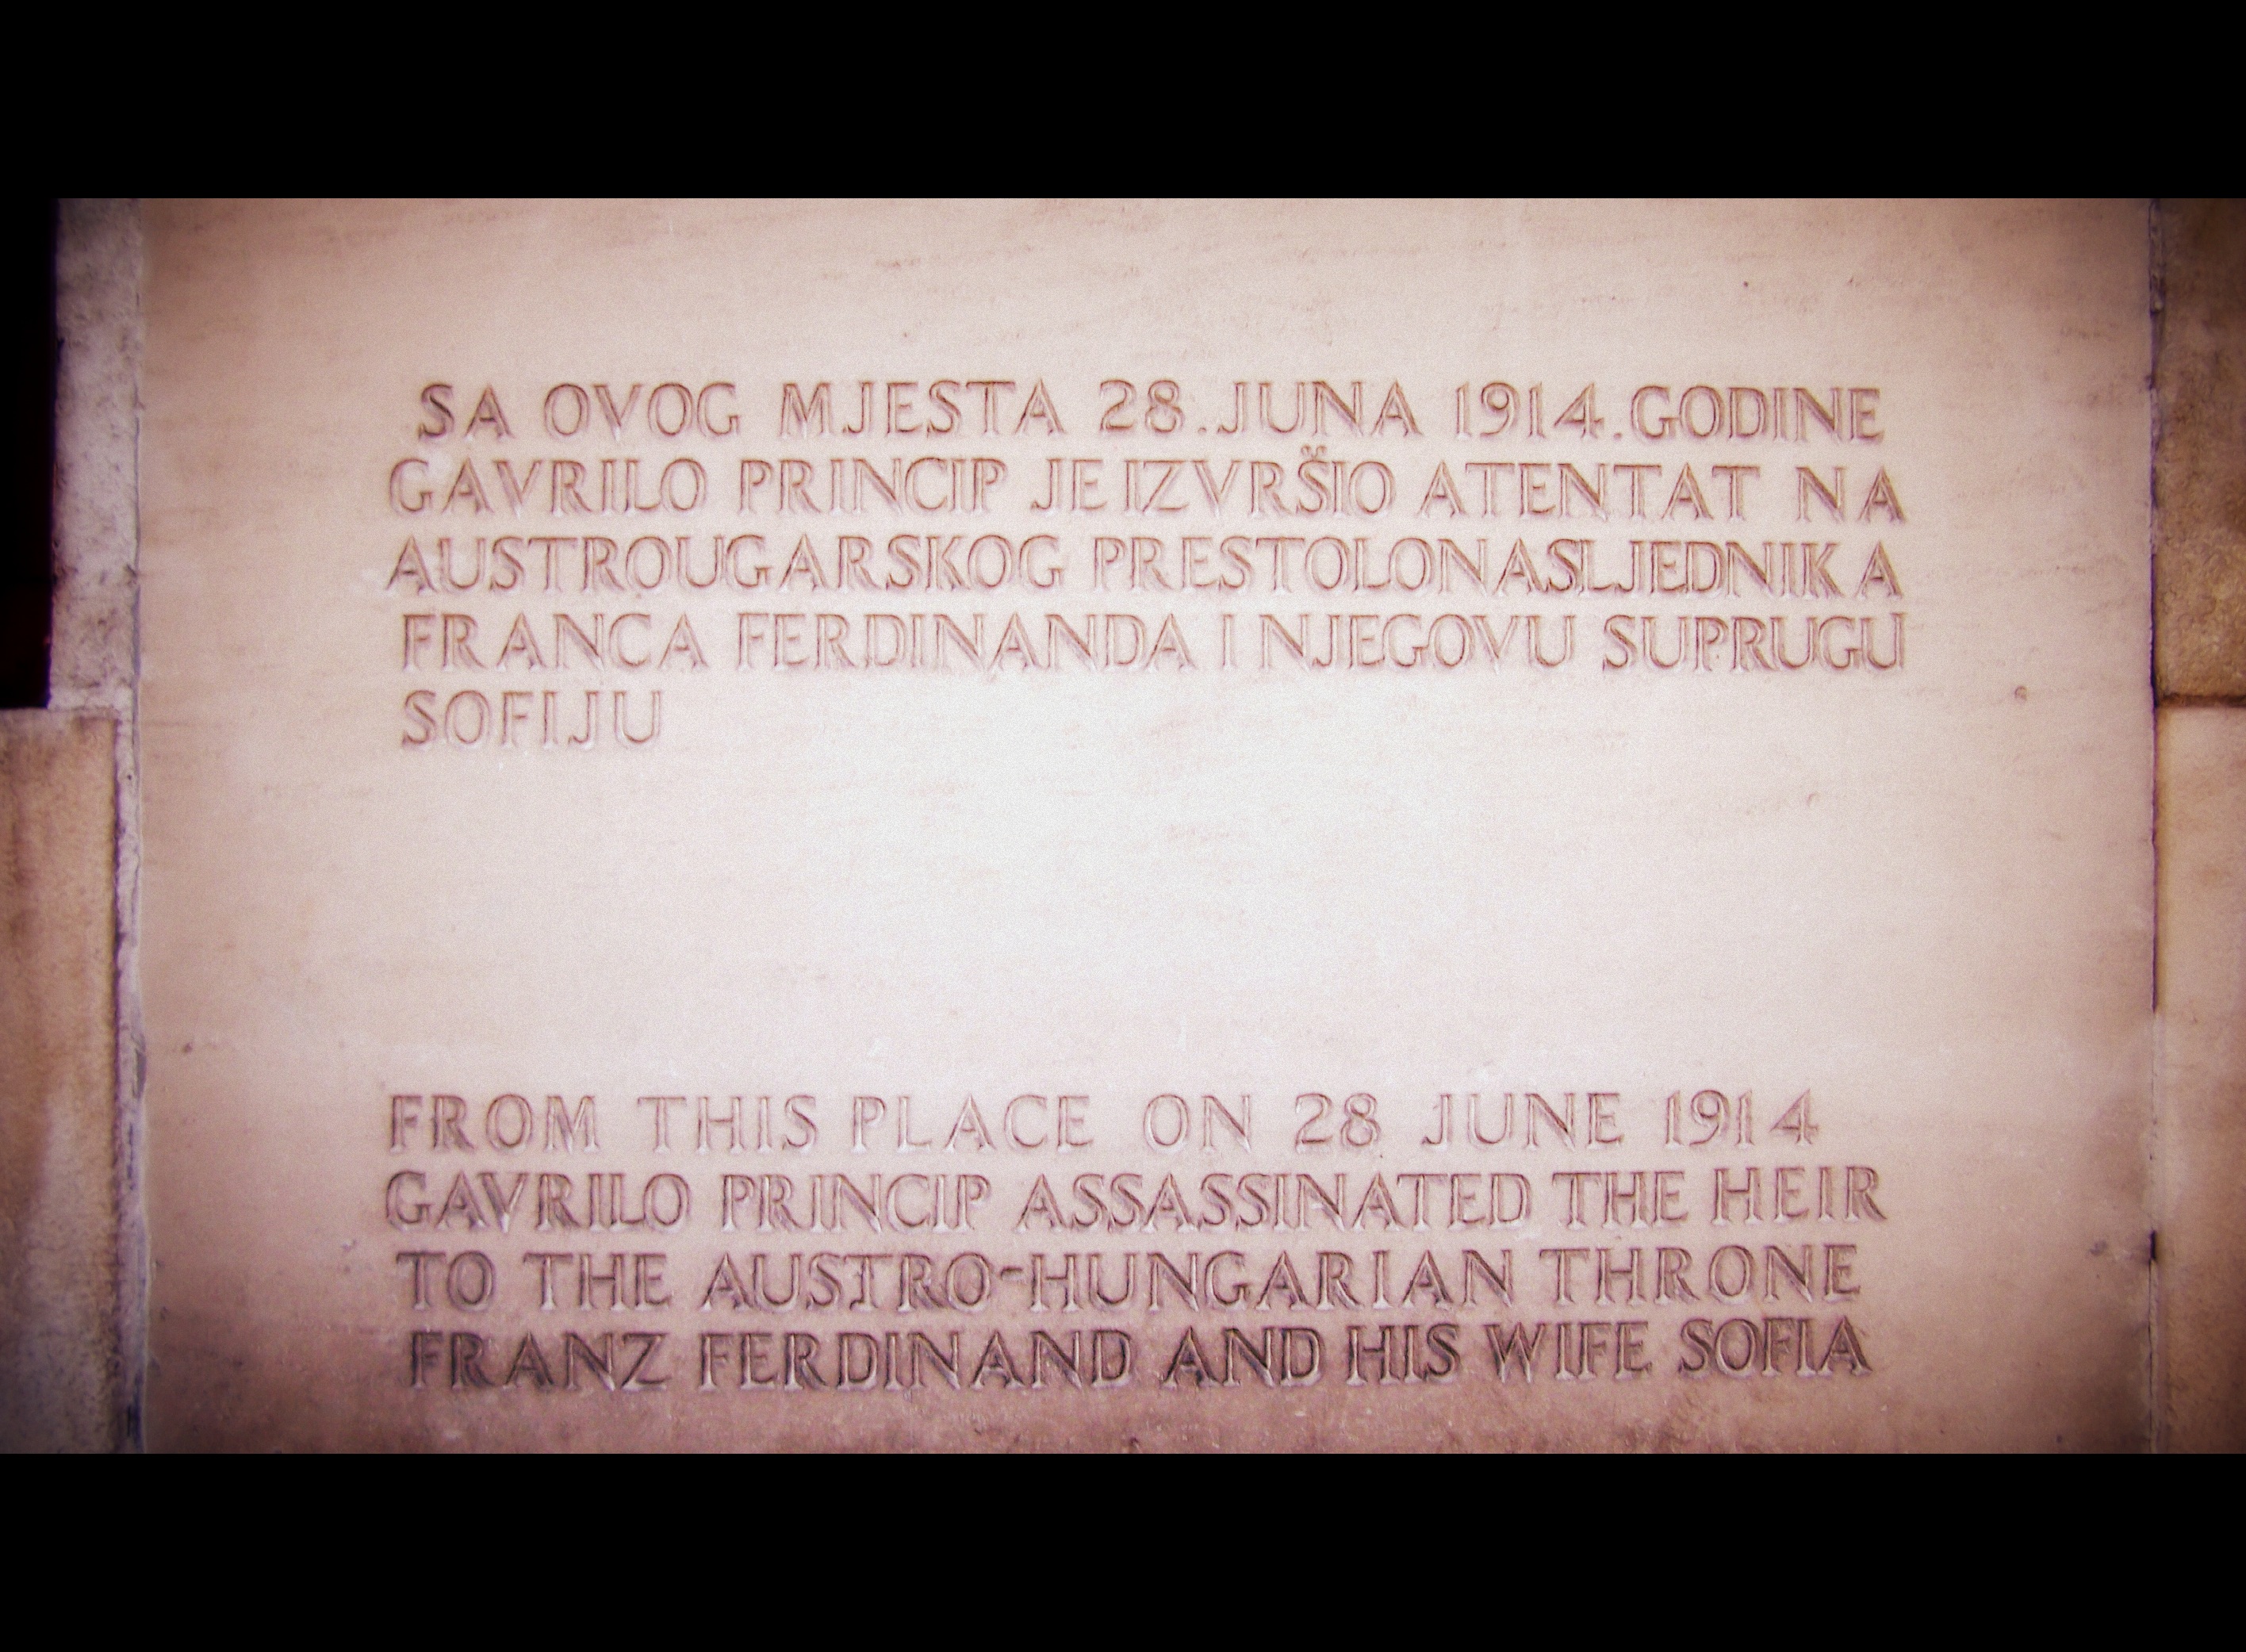 SA OVOG MJESTA 28. JUNA 1914. GODINE
GAVRILO PRINCIP JE IZVRŠIO ATENTAT NA
AUSTROUGARSKOG PRESTOLONASLJEDNIKA
FRANCA FERDINANDA I NJEGOVU SUPRUGU
SOFIJU
FROM THIS PLACE ON 28 JUNE 1914
GAVRILO PRINCIP ASSASSINATED THE HEIR
TO THE AUSTRO-HUNGARIAN THRONE
FRANZ FERDINAND AND HIS WIFE SOFIA